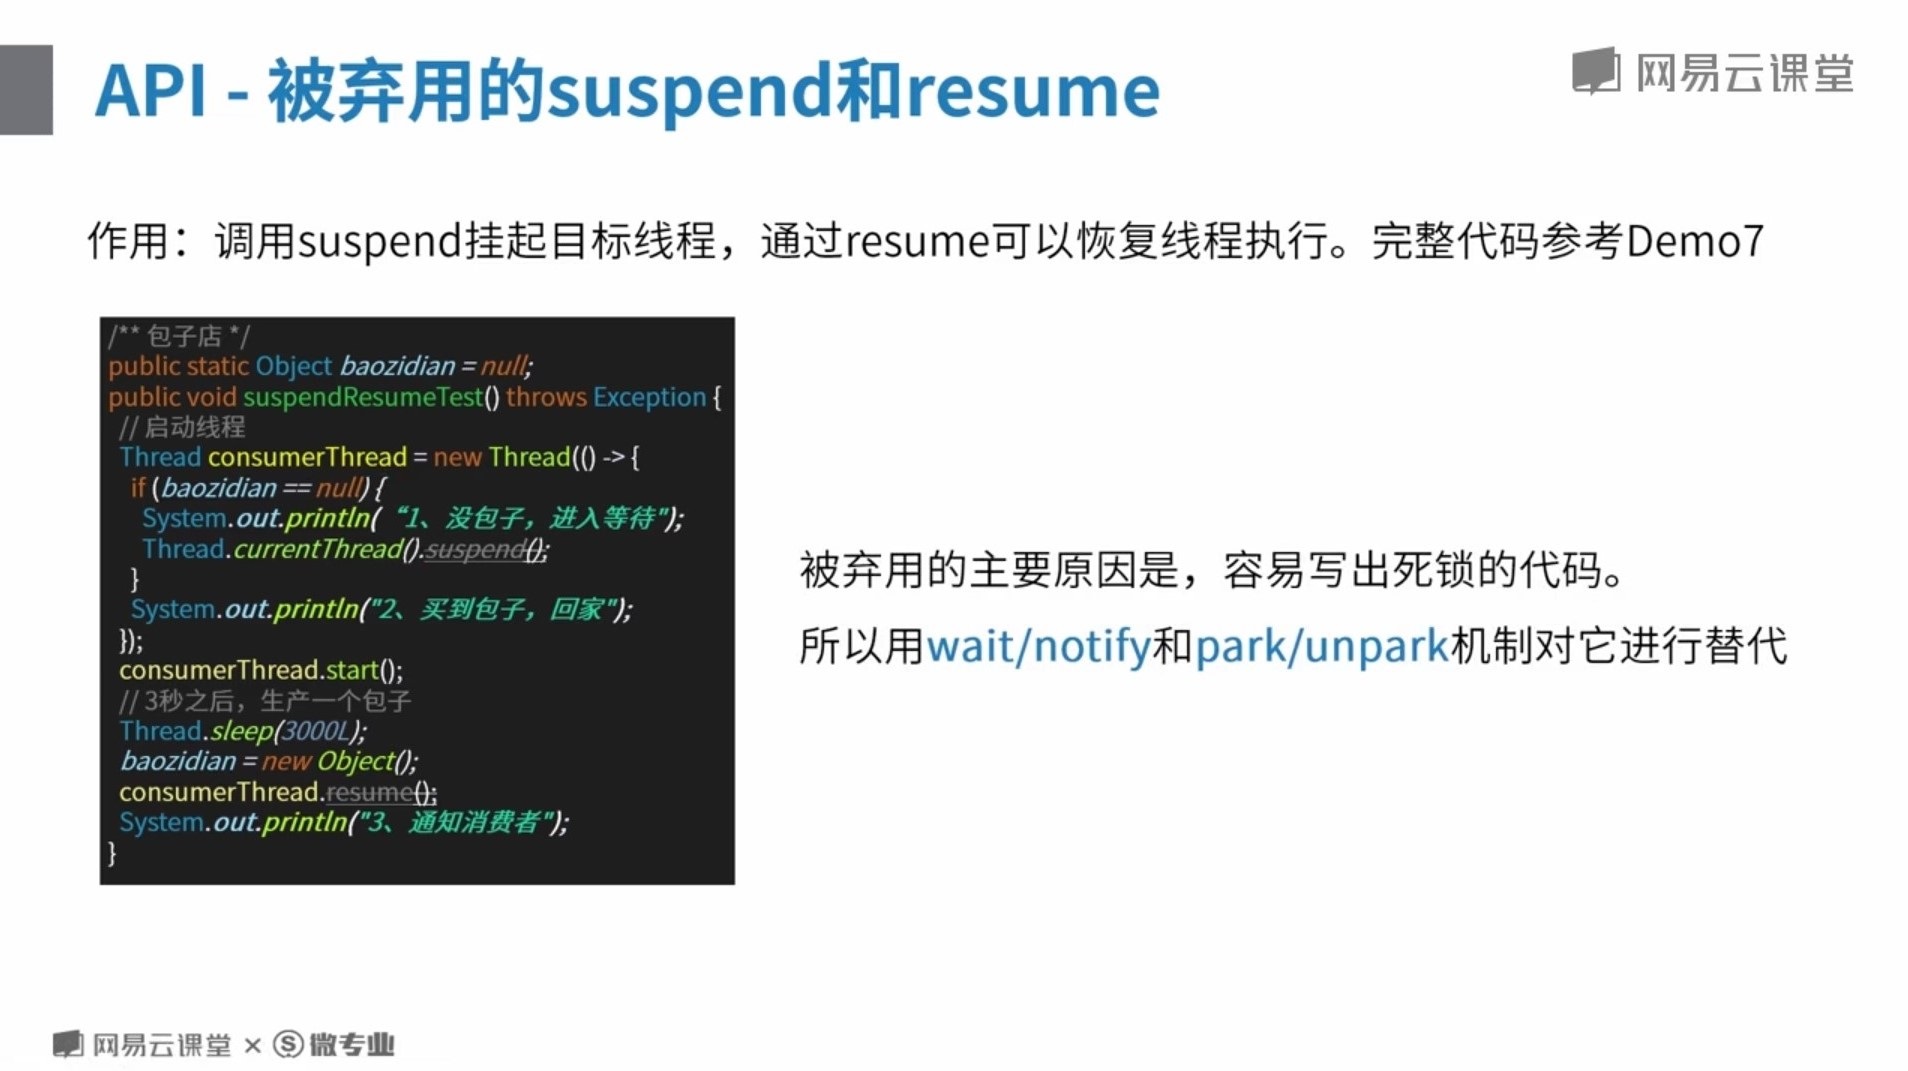 API - 被弃用的suspend和resume
网易云课堂
作用：调用suspend挂起目标线程，通过resume可以恢复线程执行。完整代码参考Demo7
/** 包子店 */
public static Object baozidian = null;
public void suspendResumeTest() throws Exception {
// 启动线程
Thread consumerThread = new Thread(() -> {
if (baozidian == null) {
System.out.println( “1、没包子，进入等待");
Thread.currentThread().suspend();
}
System.out.println("2、买到包子，回家");
});
consumerThread.start();
// 3秒之后，生产一个包子
Thread.sleep(3000L);
baozidian = new Object();
consumerThread.resume();
System.out.println("3、通知消费者");
}
被弃用的主要原因是，容易写出死锁的代码。
所以用wait/notify和park/unpark机制对它进行替代
网易云课堂 × S 微专业